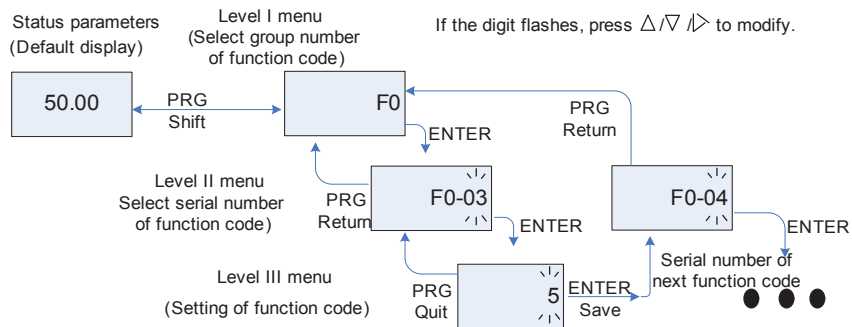 Status parameters
(Default display)
Level I menu
(Select group number
of function code)
If the digit flashes, press △/▽ /▷ to modify.
50.00
PRG
Shift
F0
ENTER
PRG
Return
Level II menu
Select serial number
of function code)
PRG
Return
F0-03
ENTER
F0-04
ENTER
Level III menu
(Setting of function code)
PRG
Quit
5
ENTER
Save
Serial number of
next function code